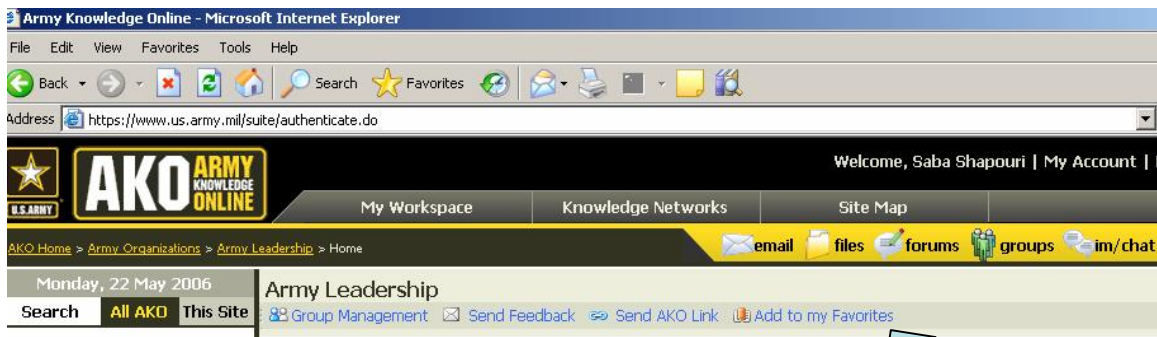 Army Knowledge Online - Microsoft Internet Explorer
File Edit View Favorites Tools Help
Back Search Favorites
Address https://www.us.army.mil/suite/authenticate.do
Welcome, Saba Shapouri | My Account |
U.S.ARMY AKO ARMY KNOWLEDGE ONLINE
My Workspace Knowledge Networks Site Map
AKO Home > Army Organizations > Army Leadership > Home email files forums groups im/chat
Monday, 22 May 2006
Army Leadership
Search All AKO This Site Group Management Send Feedback Send AKO Link Add to my Favorites